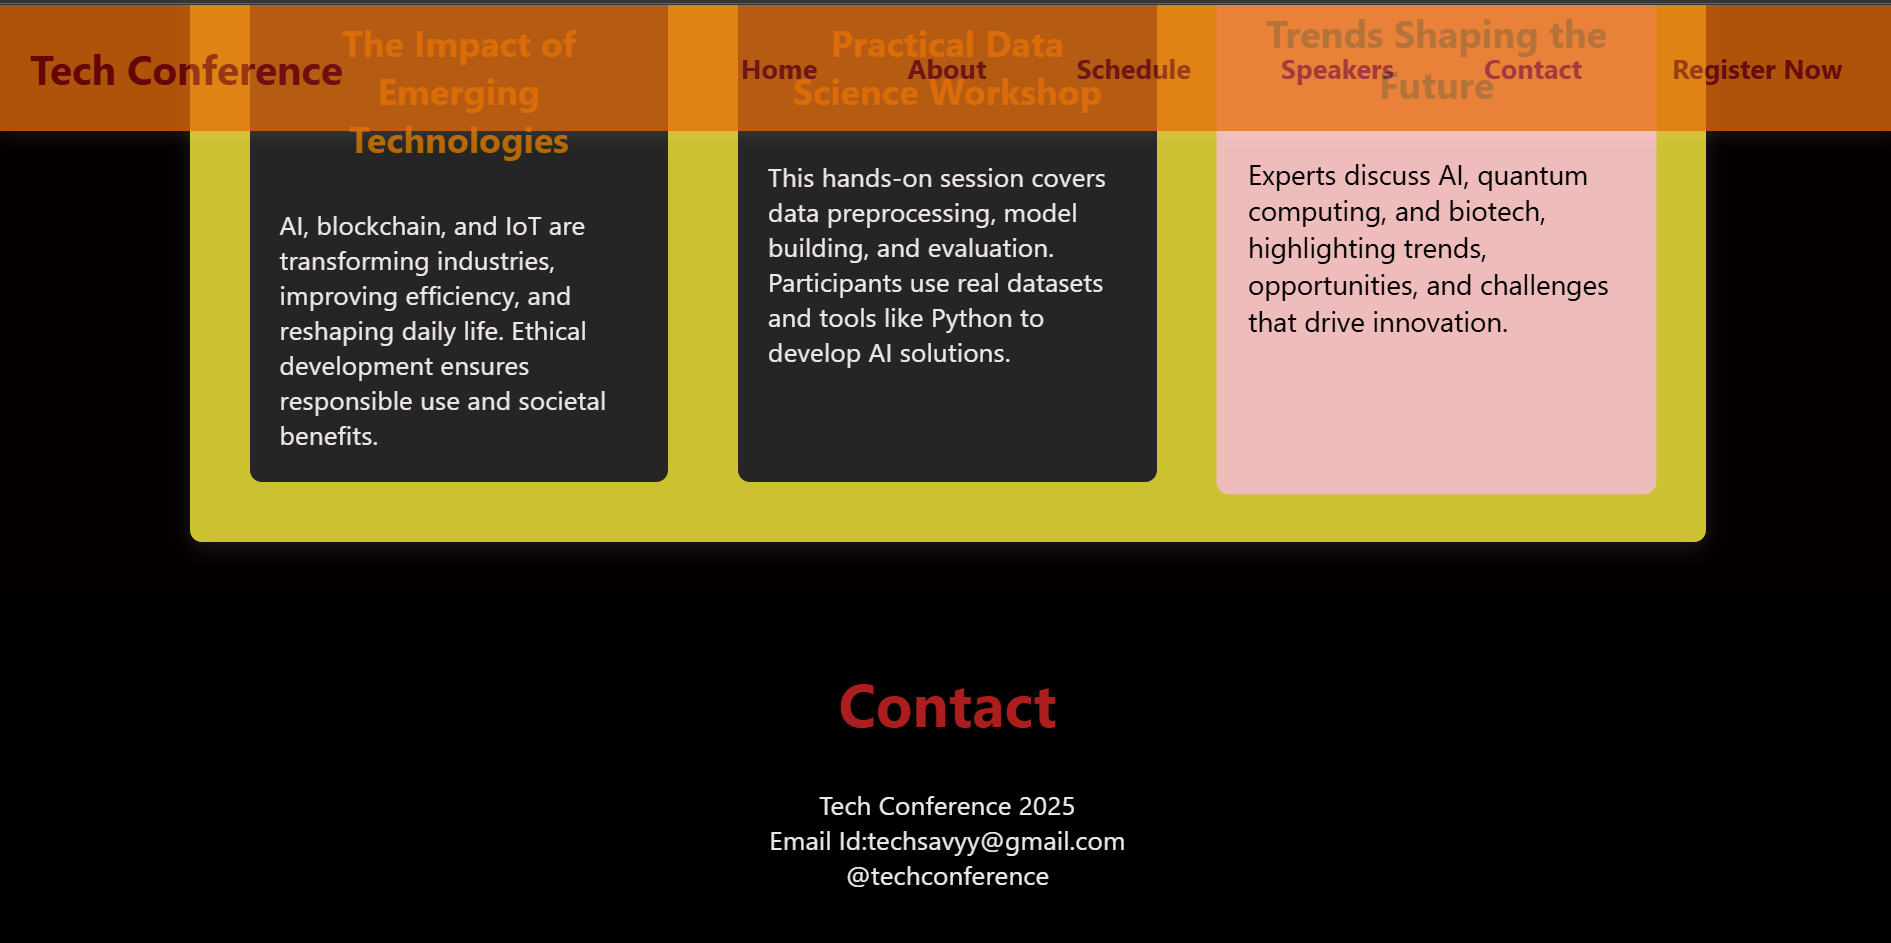 Tech Conference
Home
About
Schedule
Speakers
Contact
Register Now
The Impact of
Emerging
Technologies
AI, blockchain, and IoT are
transforming industries,
improving efficiency, and
reshaping daily life. Ethical
development ensures
responsible use and societal
benefits.
Practical Data
Science Workshop
This hands-on session covers
data preprocessing, model
building, and evaluation.
Participants use real datasets
and tools like Python to
develop AI solutions.
Trends Shaping the
Future
Experts discuss AI, quantum
computing, and biotech,
highlighting trends,
opportunities, and challenges
that drive innovation.
Contact
Tech Conference 2025
Email Id:techsavyy@gmail.com
@techconference